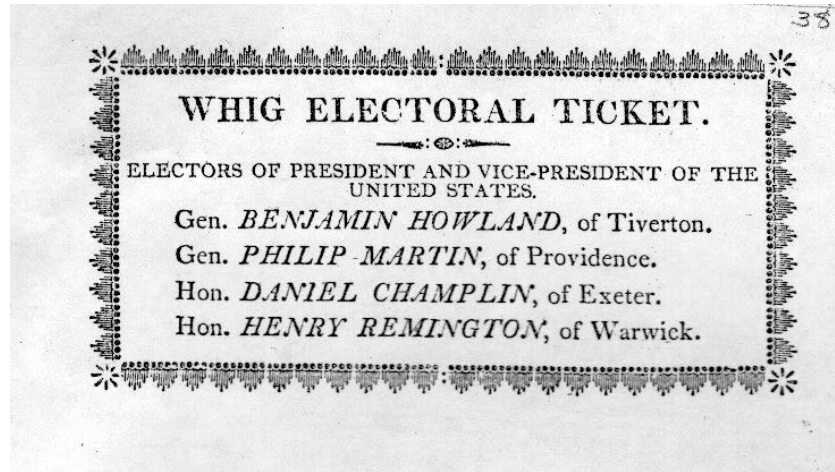 38
WHIG ELECTORAL TICKET.
ELECTORS OF PRESIDENT AND VICE-PRESIDENT OF THE
UNITED STATES.
Gen. BENJAMIN HOWLAND, of Tiverton.
Gen. PHILIP MARTIN, of Providence.
Hon. DANIEL CHAMPLIN, of Exeter.
Hon. HENRY REMINGTON, of Warwick.